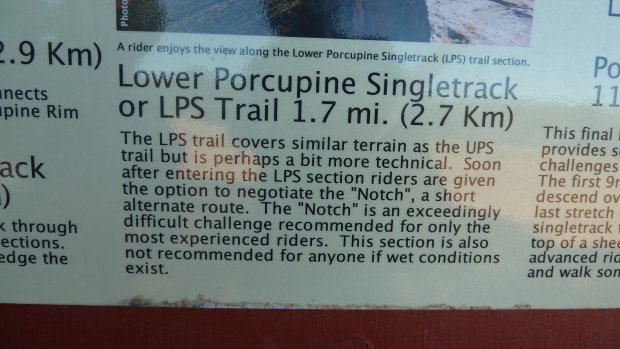 Photo
A rider enjoys the view along the Lower Porcupine Singletrack (LPS) trail section.
2.9 Km)
nnects
upine Rim
ack
)
k through
ections.
edge the
Lower Porcupine Singletrack
or LPS Trail 1.7 mi. (2.7 Km)
The LPS trail covers similar terrain as the UPS
trail but is perhaps a bit more technical. Soon
after entering the LPS section riders are given
the option to negotiate the "Notch", a short
alternate route. The "Notch" is an exceedingly
difficult challenge recommended for only the
most experienced riders. This section is also
not recommended for anyone if wet conditions
exist.
Po
11
This final
provides s
challenges
The first 9
descend ov
last stretch
singletrack
top of a shee
advanced rid
and walk som